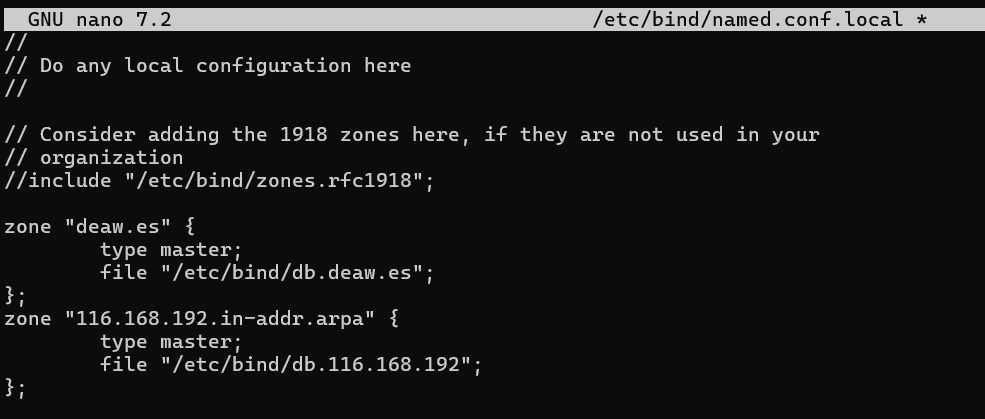 GNU nano 7.2 /etc/bind/named.conf.local *
//
// Do any local configuration here
//
// Consider adding the 1918 zones here, if they are not used in your
// organization
//include "/etc/bind/zones.rfc1918";
zone "deaw.es" {
type master;
file "/etc/bind/db.deaw.es";
};
zone "116.168.192.in-addr.arpa" {
type master;
file "/etc/bind/db.116.168.192";
};